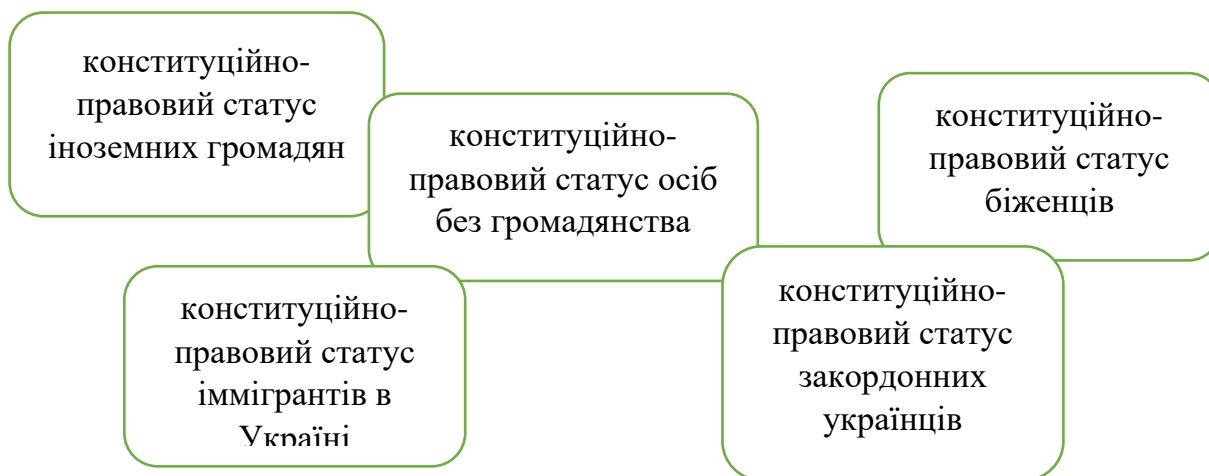 конституційно-
правовий статус
іноземних громадян
конституційно-
правовий статус осіб
без громадянства
конституційно-
правовий статус
біженців
конституційно-
правовий статус
іммігрантів в
Україні
конституційно-
правовий статус
закордонних
українців